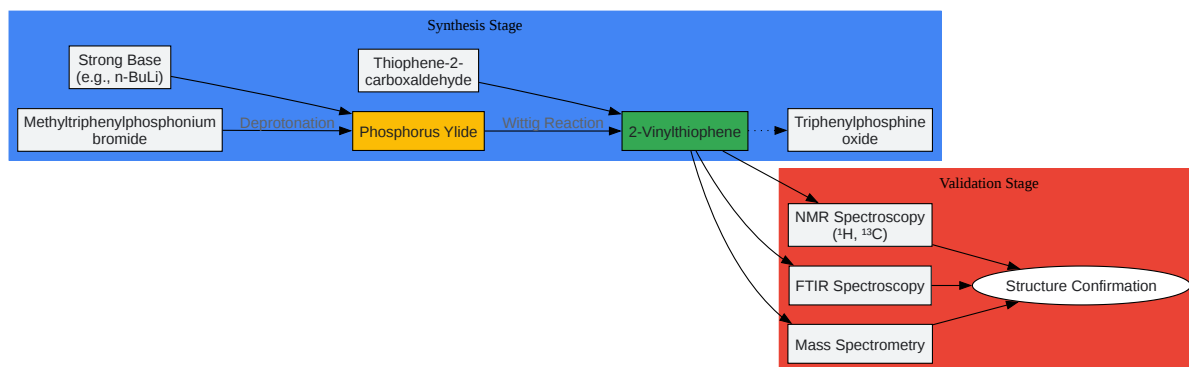 Synthesis Stage
Strong Base
(e.g., n-BuLi)
Thiophene-2-
carboxaldehyde
Methyltriphenylphosphonium
bromide
Deprotonation
Phosphorus Ylide
Wittig Reaction
2-Vinylthiophene
Triphenylphosphine
oxide
Validation Stage
NMR Spectroscopy
(¹H, ¹³C)
FTIR Spectroscopy
Structure Confirmation
Mass Spectrometry